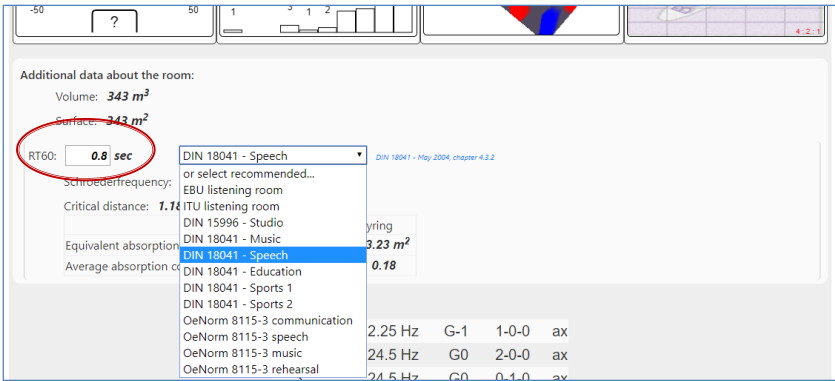 -50 50 1 3 1 2
?
4:2:1
Additional data about the room:
Volume: 343 m³
Surface: 343 m²
RT60: 0.8 sec DIN 18041 - Speech DIN 18041 - May 2004, chapter 4.3.2
or select recommended...
Schroederfrequency:
EBU listening room
Critical distance: 1.18 ITU listening room
DIN 15996 - Studio
yring
DIN 18041 - Music
Equivalent absorption 3.23 m²
DIN 18041 - Speech
Average absorption co 0.18
DIN 18041 - Education
DIN 18041 - Sports 1
DIN 18041 - Sports 2
OeNorm 8115-3 communication
2.25 Hz G-1 1-0-0 ax
OeNorm 8115-3 speech
OeNorm 8115-3 music
24.5 Hz G0 2-0-0 ax
OeNorm 8115-3 rehearsal
24.5 Hz G0 0-1-0 ax